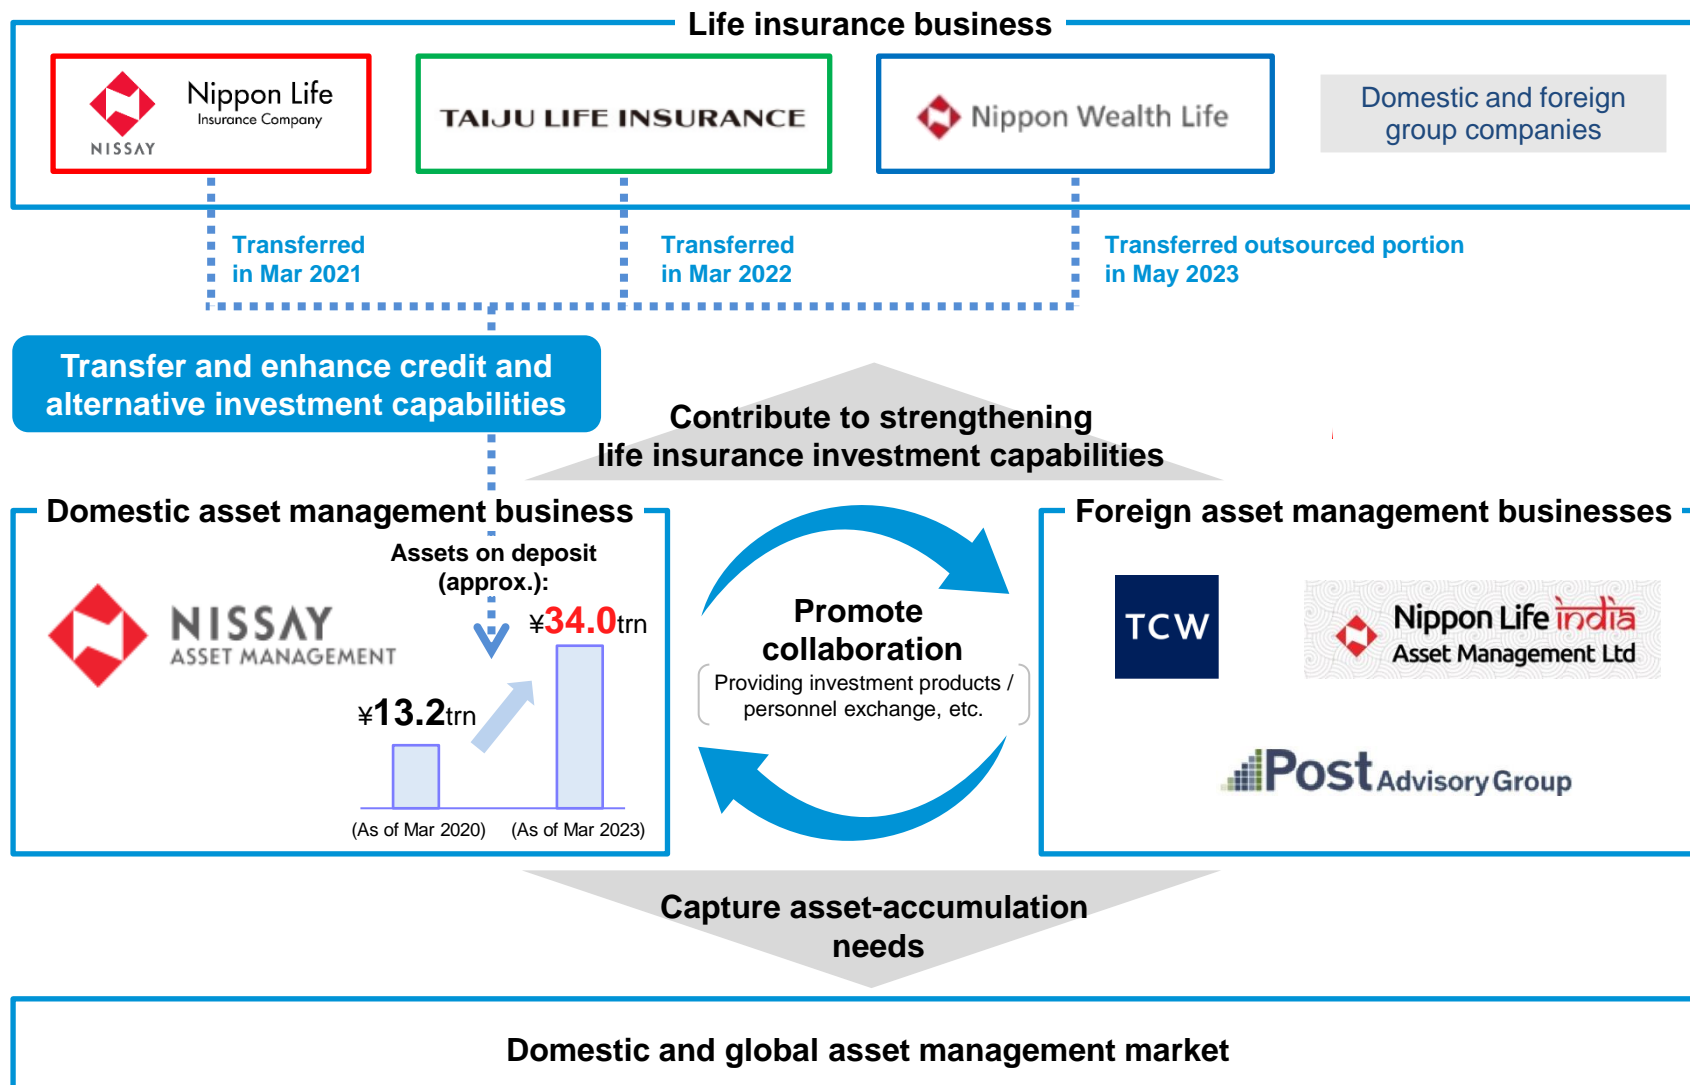 Life insurance business
Nippon Life
Insurance Company
NISSAY
TAIJU LIFE INSURANCE
Nippon Wealth Life
Domestic and foreign
group companies
Transferred
in Mar 2021
Transferred
in Mar 2022
Transferred outsourced portion
in May 2023
Transfer and enhance credit and
alternative investment capabilities
Contribute to strengthening
life insurance investment capabilities
Domestic asset management business
Assets on deposit
(approx.):
NISSAY
ASSET MANAGEMENT
¥34.0trn
¥13.2trn
(As of Mar 2020)
(As of Mar 2023)
Promote
collaboration
Providing investment products /
personnel exchange, etc.
Foreign asset management businesses
TCW
Nippon Life india
Asset Management Ltd
Post Advisory Group
Capture asset-accumulation
needs
Domestic and global asset management market